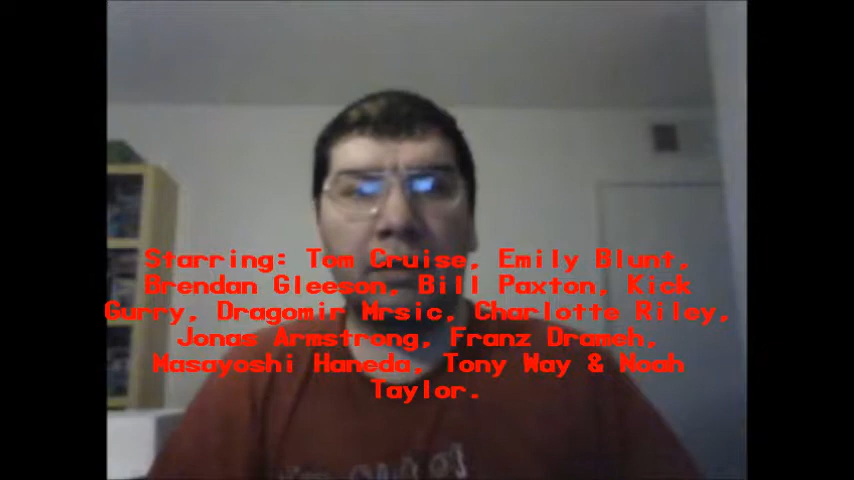 Starring: Tom Cruise, Emily Blunt,
Brendan Gleeson, Bill Paxton, Kick
Gurry, Dragomir Mrsic, Charlotte Riley,
Jonas Armstrong, Franz Drameh,
Masayoshi Haneda, Tony Way & Noah
Taylor.